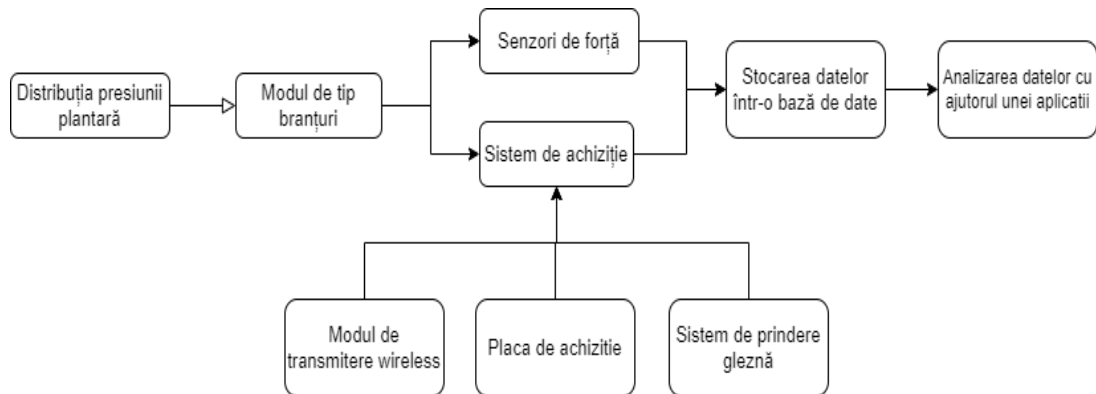 Distribuția presiunii
plantară
Modul de tip
branțuri
Senzori de forță
Sistem de achiziție
Stocarea datelor
într-o bază de date
Analizarea datelor cu
ajutorul unei aplicatii
Modul de
transmitere wireless
Placa de achizitie
Sistem de prindere
gleznă